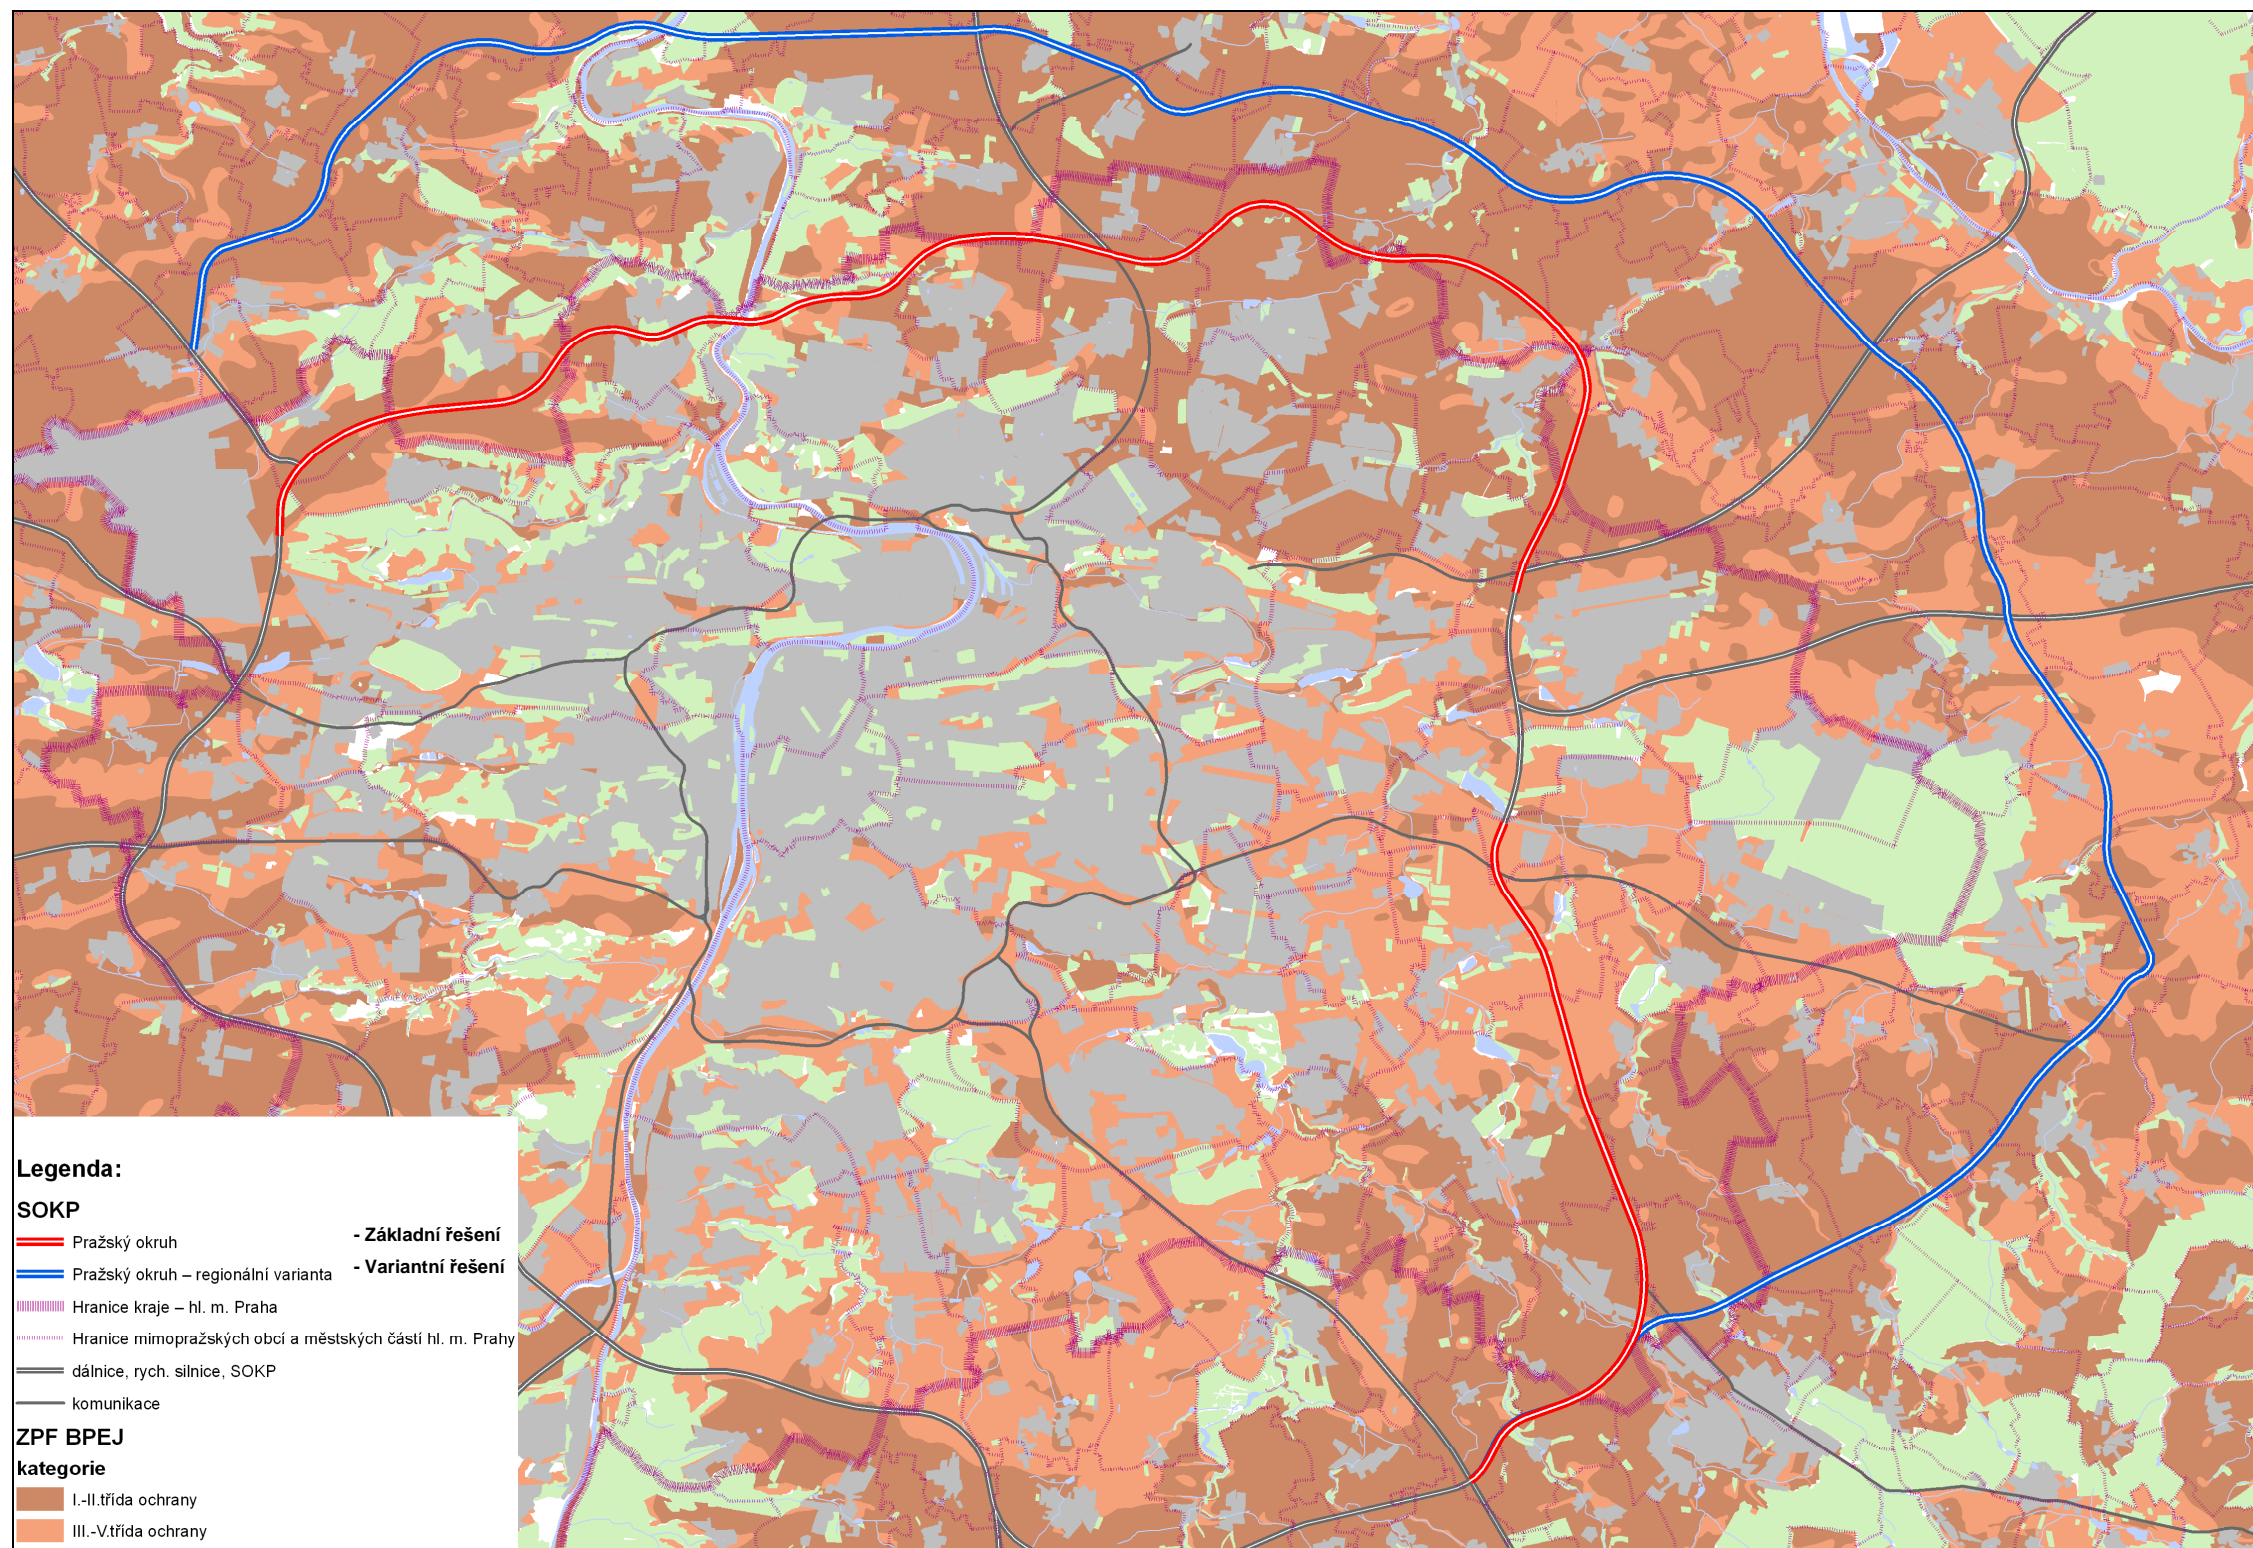 Legenda:
SOKP
Pražský okruh - Základní řešení
Pražský okruh – regionální varianta - Variantní řešení
Hranice kraje – hl. m. Praha
Hranice mimopražských obcí a městských částí hl. m. Prahy
dálnice, rych. silnice, SOKP
komunikace
ZPF BPEJ
kategorie
I.-II.třída ochrany
III.-V.třída ochrany